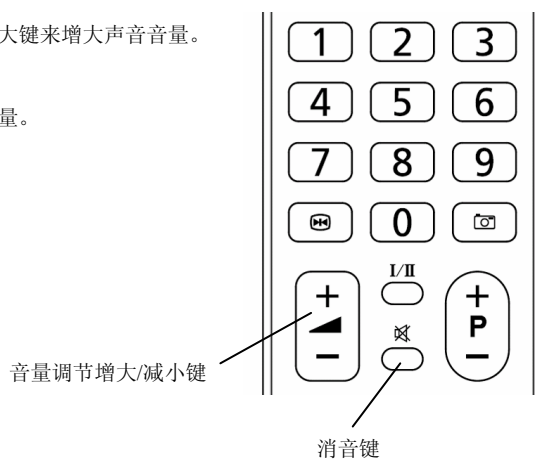 大键来增大声音音量。
量。
1 2 3
4 5 6
7 8 9
0
I/II
+ +
P
- -
音量调节增大/减小键
消音键